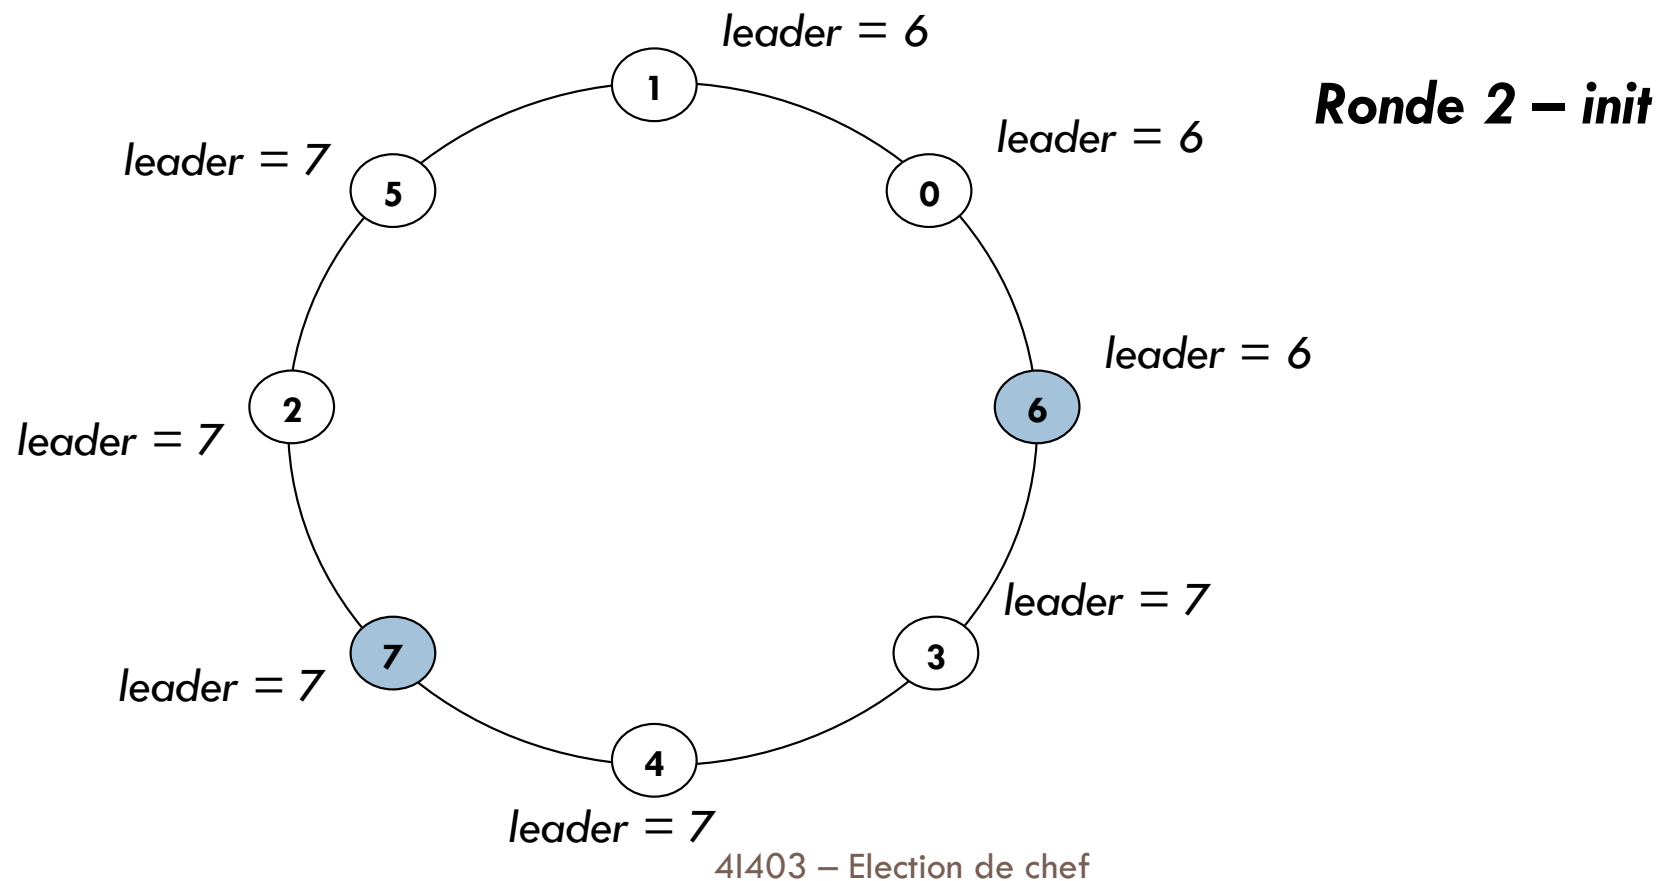 leader = 6
1
Ronde 2 – init
leader = 6
leader = 7
5
0
leader = 6
6
2
leader = 7
leader = 7
7
3
leader = 7
4
leader = 7
4I403 – Election de chef